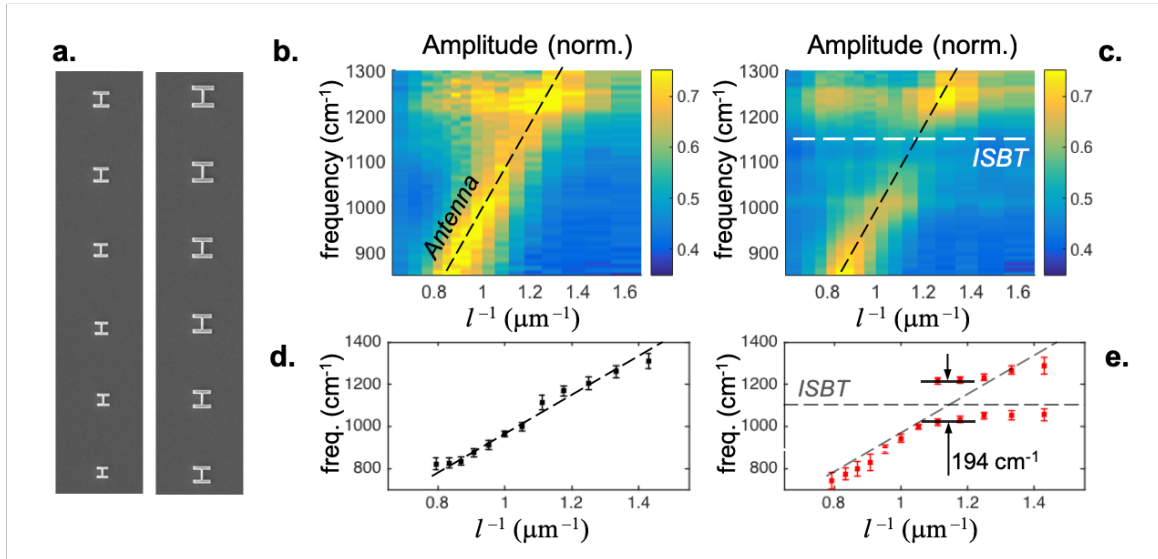 a.
b.
Amplitude (norm.)
frequency (cm⁻¹)
1300
1200
1100
1000
900
Antenna
0.7
0.6
0.5
0.4
0.8 1 1.2 1.4 1.6
l⁻¹ (μm⁻¹)
c.
Amplitude (norm.)
frequency (cm⁻¹)
1300
1200
1100
1000
900
ISBT
0.7
0.6
0.5
0.4
0.8 1 1.2 1.4 1.6
l⁻¹ (μm⁻¹)
d.
freq. (cm⁻¹)
1400
1200
1000
800
0.8 1 1.2 1.4
l⁻¹ (μm⁻¹)
e.
freq. (cm⁻¹)
1400
1200
1000
800
ISBT
194 cm⁻¹
0.8 1 1.2 1.4
l⁻¹ (μm⁻¹)